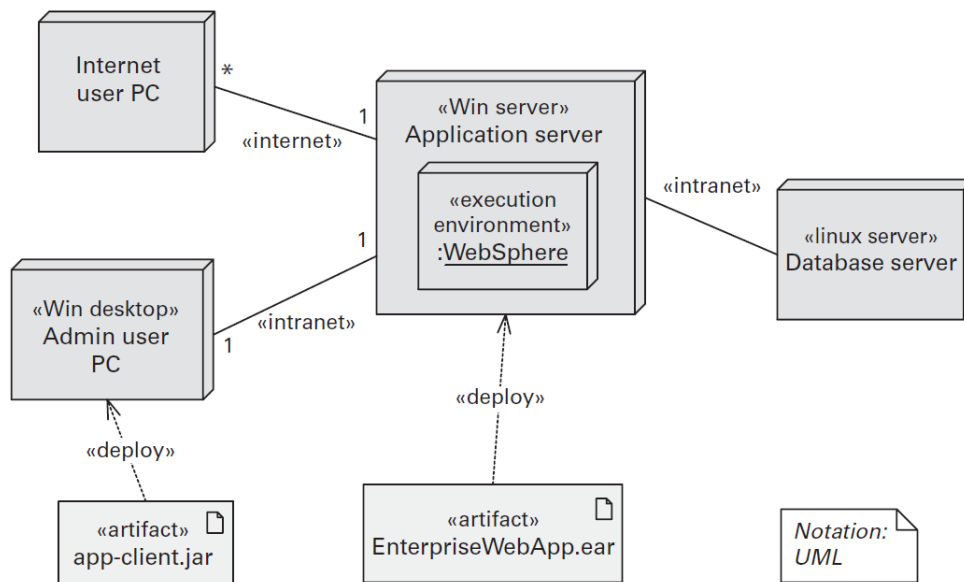 Internet
user PC
*
1
«internet»
«Win server»
Application server
«execution
environment»
:WebSphere
«intranet»
«linux server»
Database server
1
«Win desktop»
Admin user
PC
1
«intranet»
«deploy»
«deploy»
«artifact»
app-client.jar
«artifact»
EnterpriseWebApp.ear
Notation:
UML